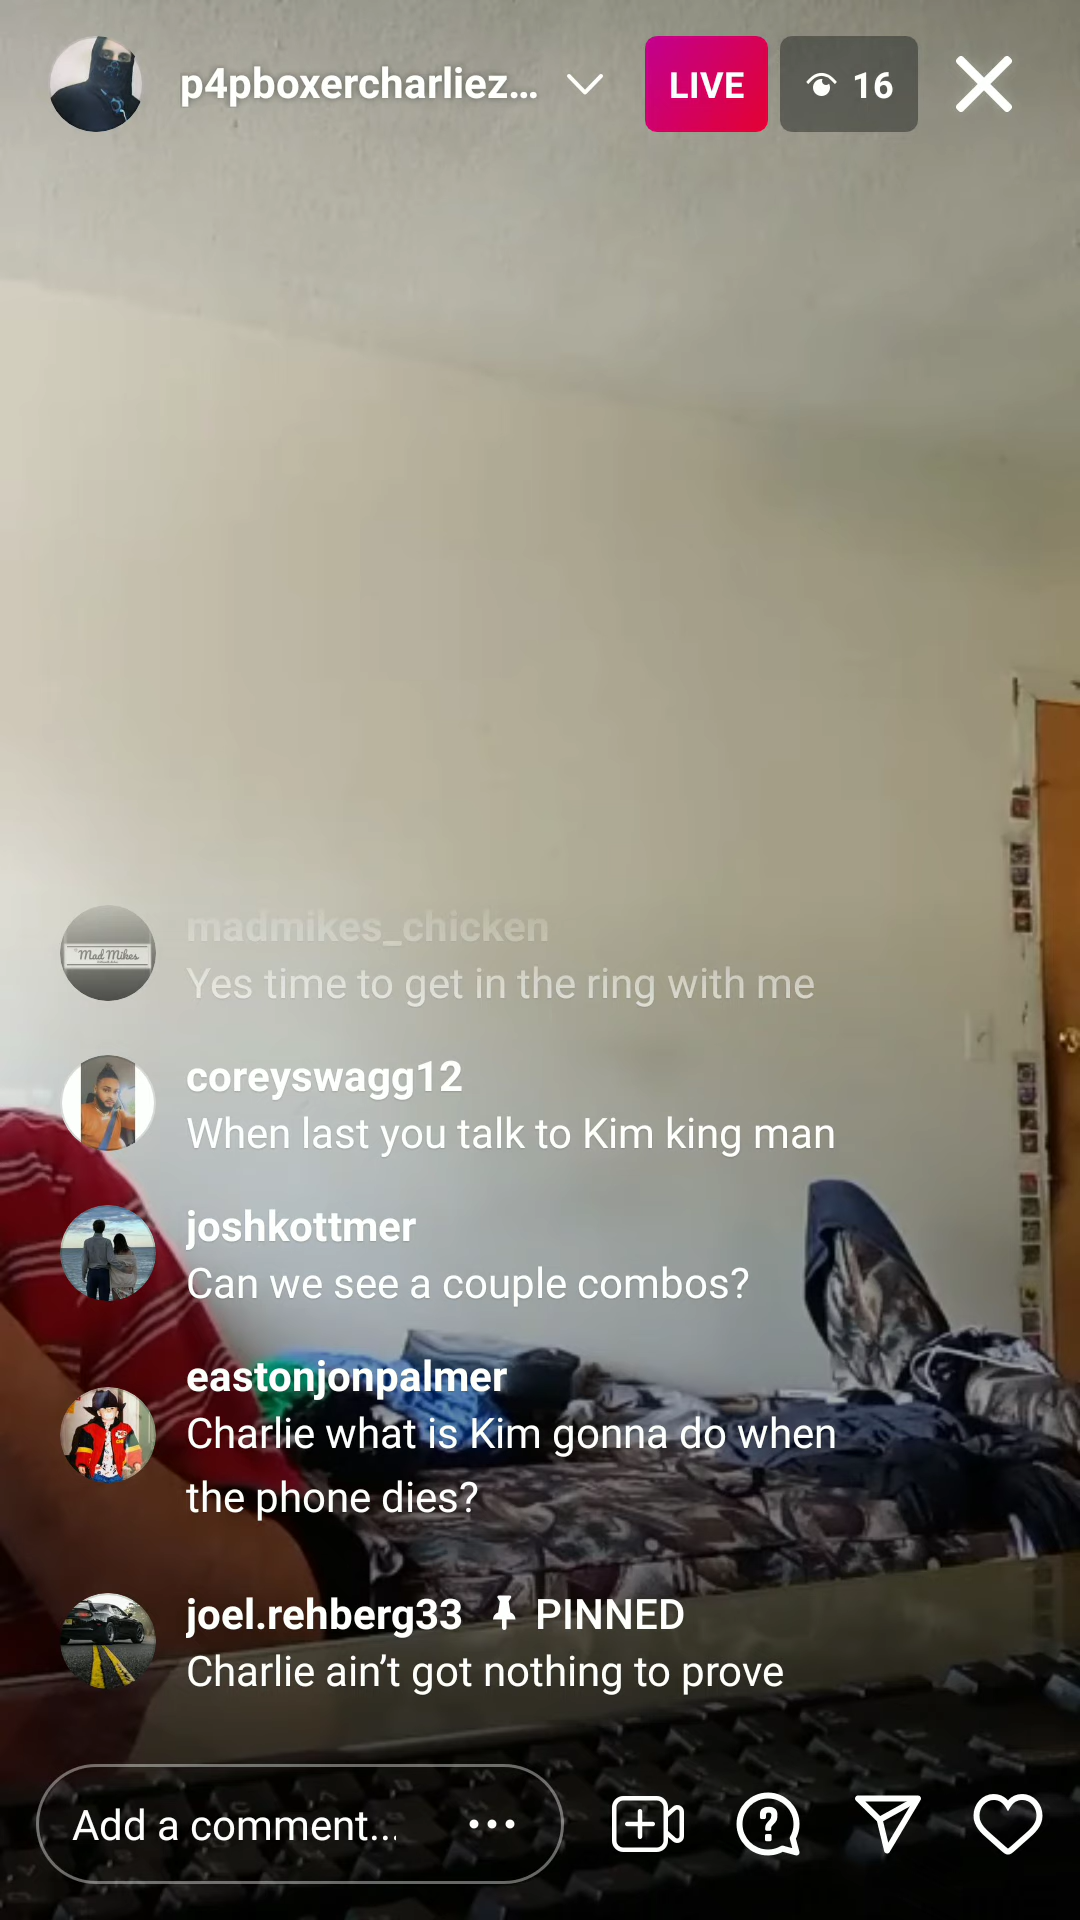 p4pboxercharliez...
LIVE
16
madmikes_chicken
Mad Mikes
Yes time to get in the ring with me
coreyswagg12
When last you talk to Kim king man
joshkottmer
Can we see a couple combos?
eastonjonpalmer
Charlie what is Kim gonna do when
the phone dies?
joel.rehberg33 PINNED
Charlie ain’t got nothing to prove
Add a comment...